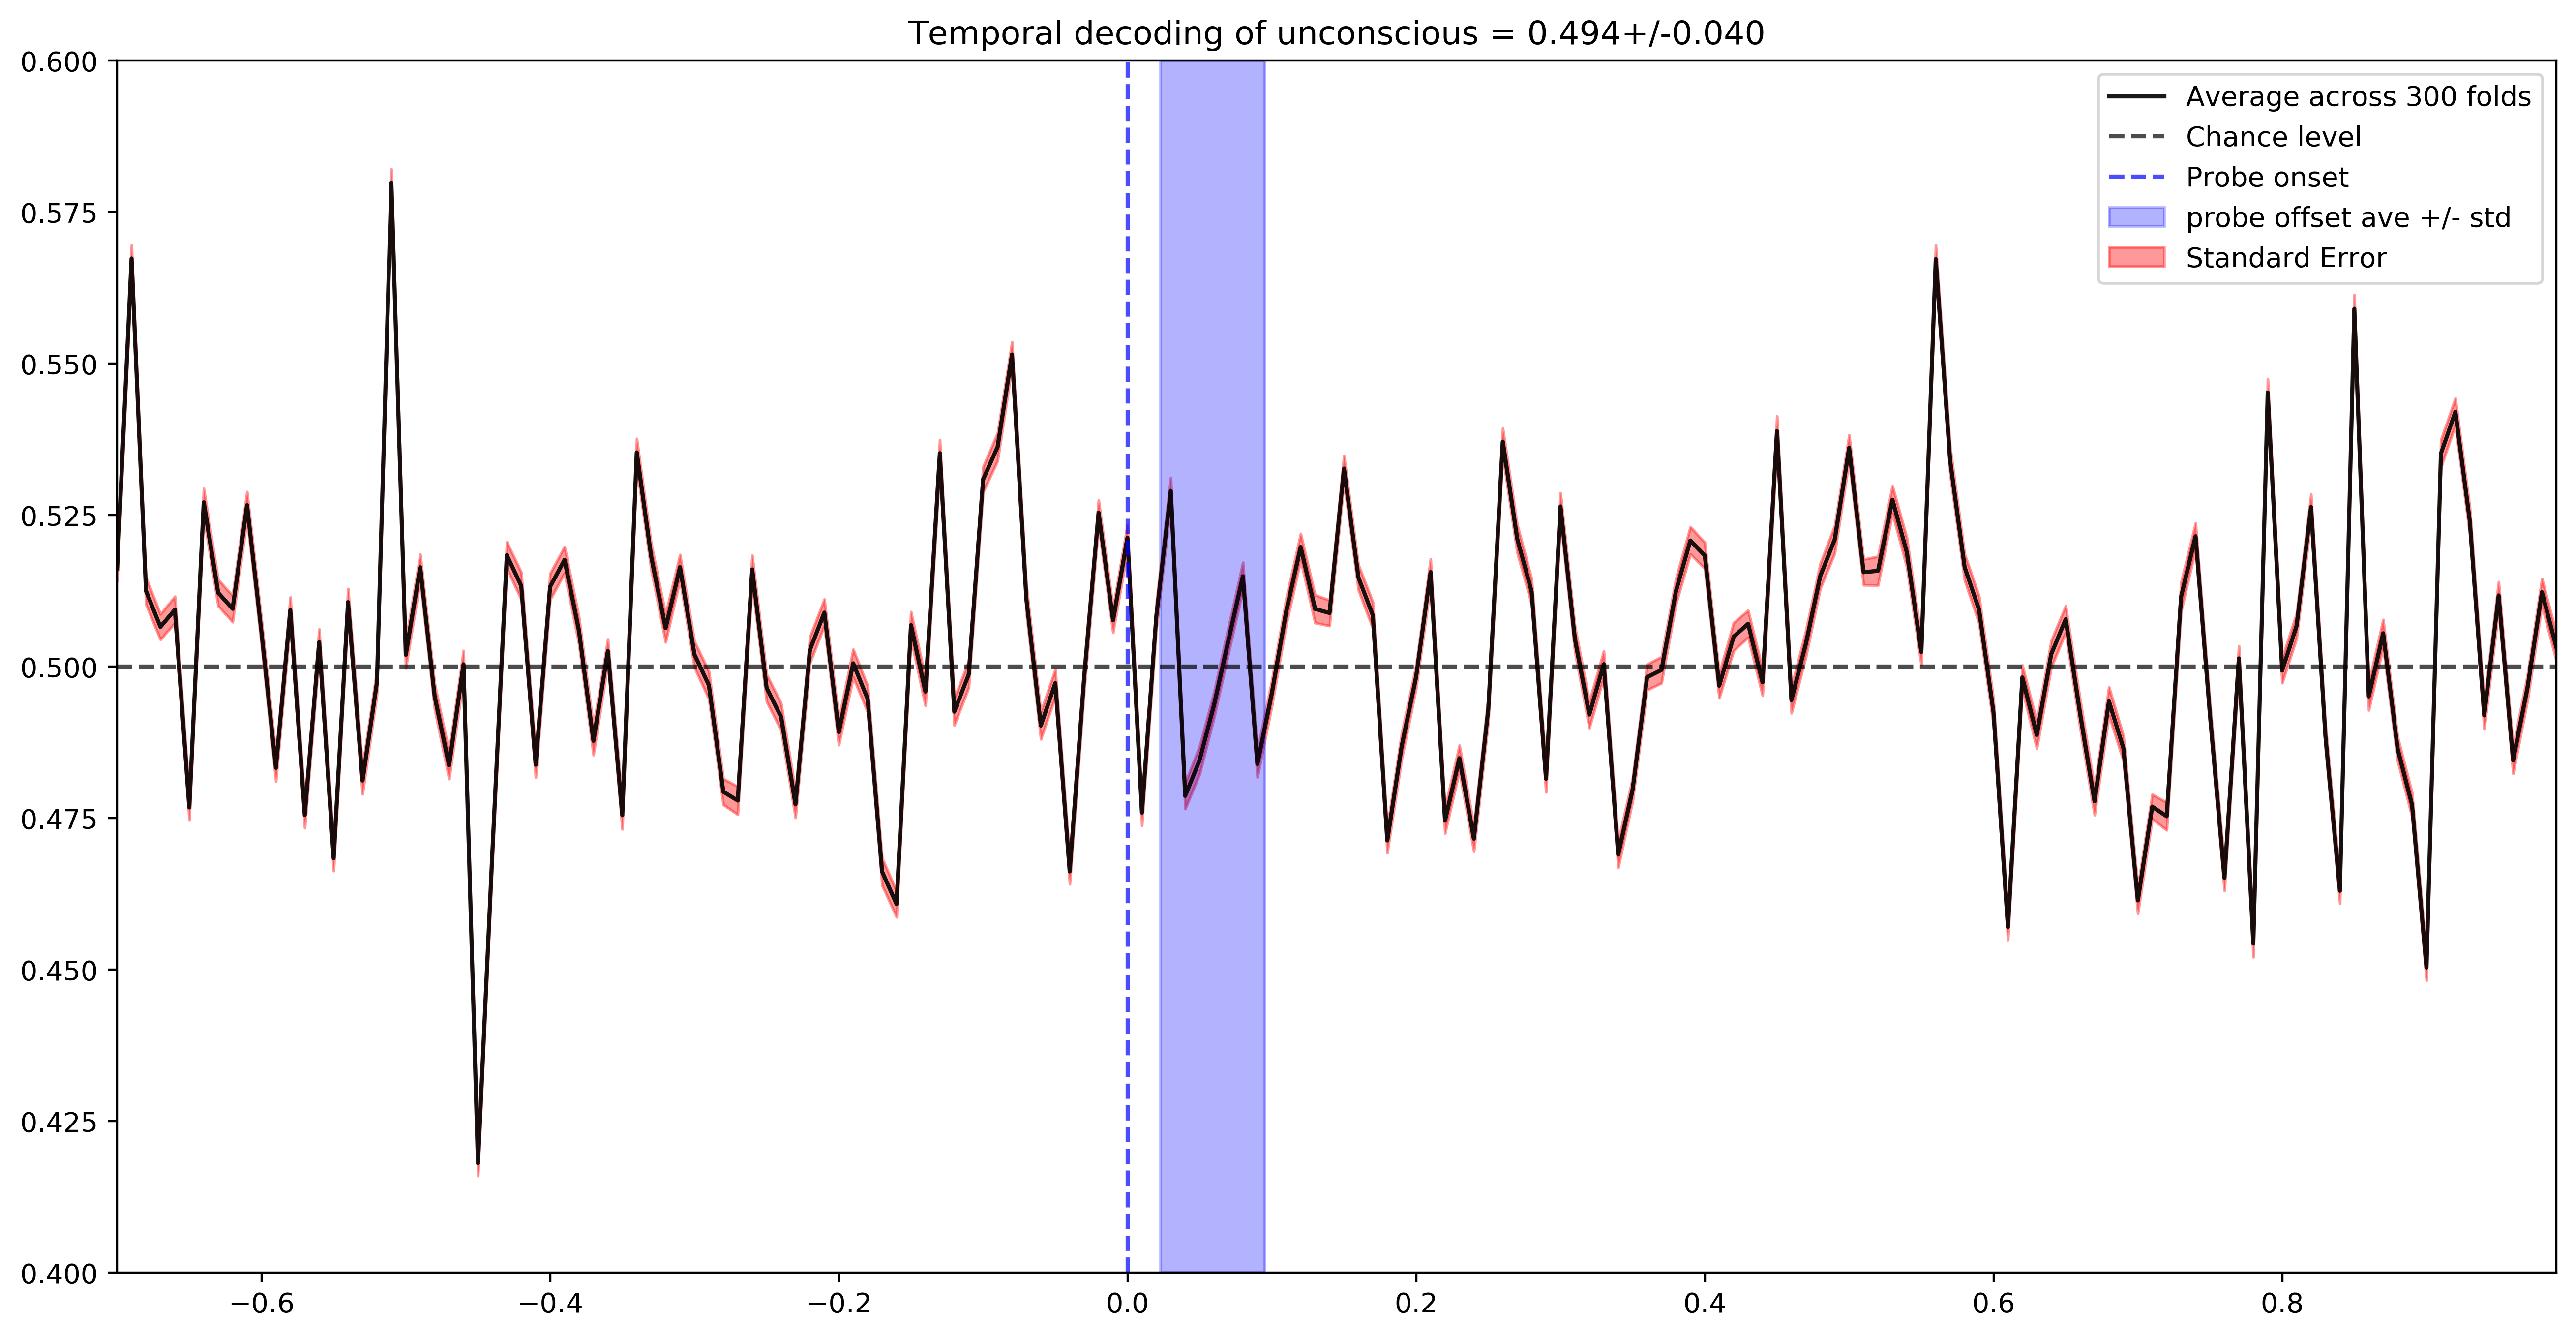 Temporal decoding of unconscious = 0.494+/-0.040
0.600
0.575
0.550
0.525
0.500
0.475
0.450
0.425
0.400
Average across 300 folds
Chance level
Probe onset
probe offset ave +/- std
Standard Error
−0.6 −0.4 −0.2 0.0 0.2 0.4 0.6 0.8